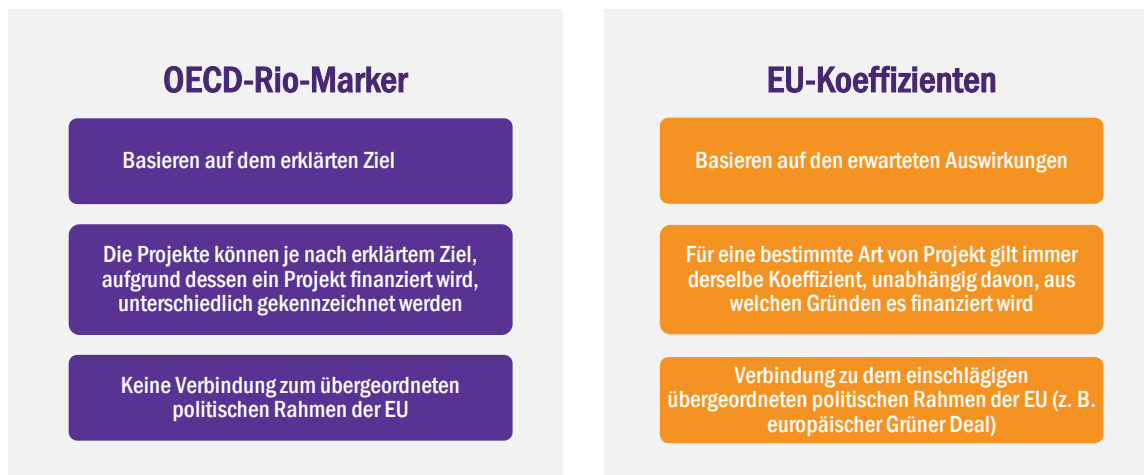 OECD-Rio-Marker
Basieren auf dem erklärten Ziel
Die Projekte können je nach erklärtem Ziel,
aufgrund dessen ein Projekt finanziert wird,
unterschiedlich gekennzeichnet werden
Keine Verbindung zum übergeordneten
politischen Rahmen der EU
EU-Koeffizienten
Basieren auf den erwarteten Auswirkungen
Für eine bestimmte Art von Projekt gilt immer
derselbe Koeffizient, unabhängig davon, aus
welchen Gründen es finanziert wird
Verbindung zu dem einschlägigen
übergeordneten politischen Rahmen der EU (z. B.
europäischer Grüner Deal)